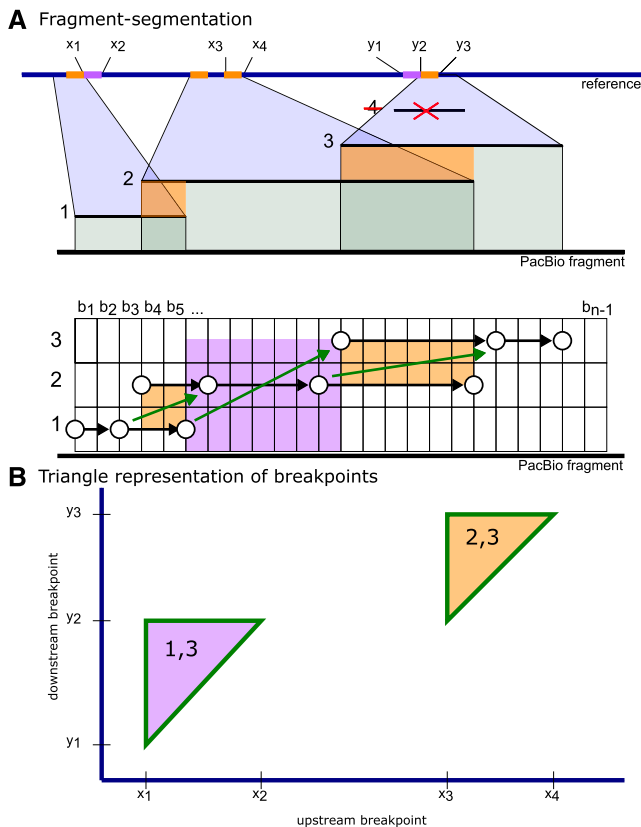 A Fragment-segmentation
x1 x2 x3 x4 y1 y2 y3
reference
4
3
2
1
PacBio fragment
b1 b2 b3 b4 b5 ... bn-1
3
2
1
PacBio fragment
B Triangle representation of breakpoints
y3
2,3
downstream breakpoint
y2
1,3
y1
x1 x2 x3 x4
upstream breakpoint